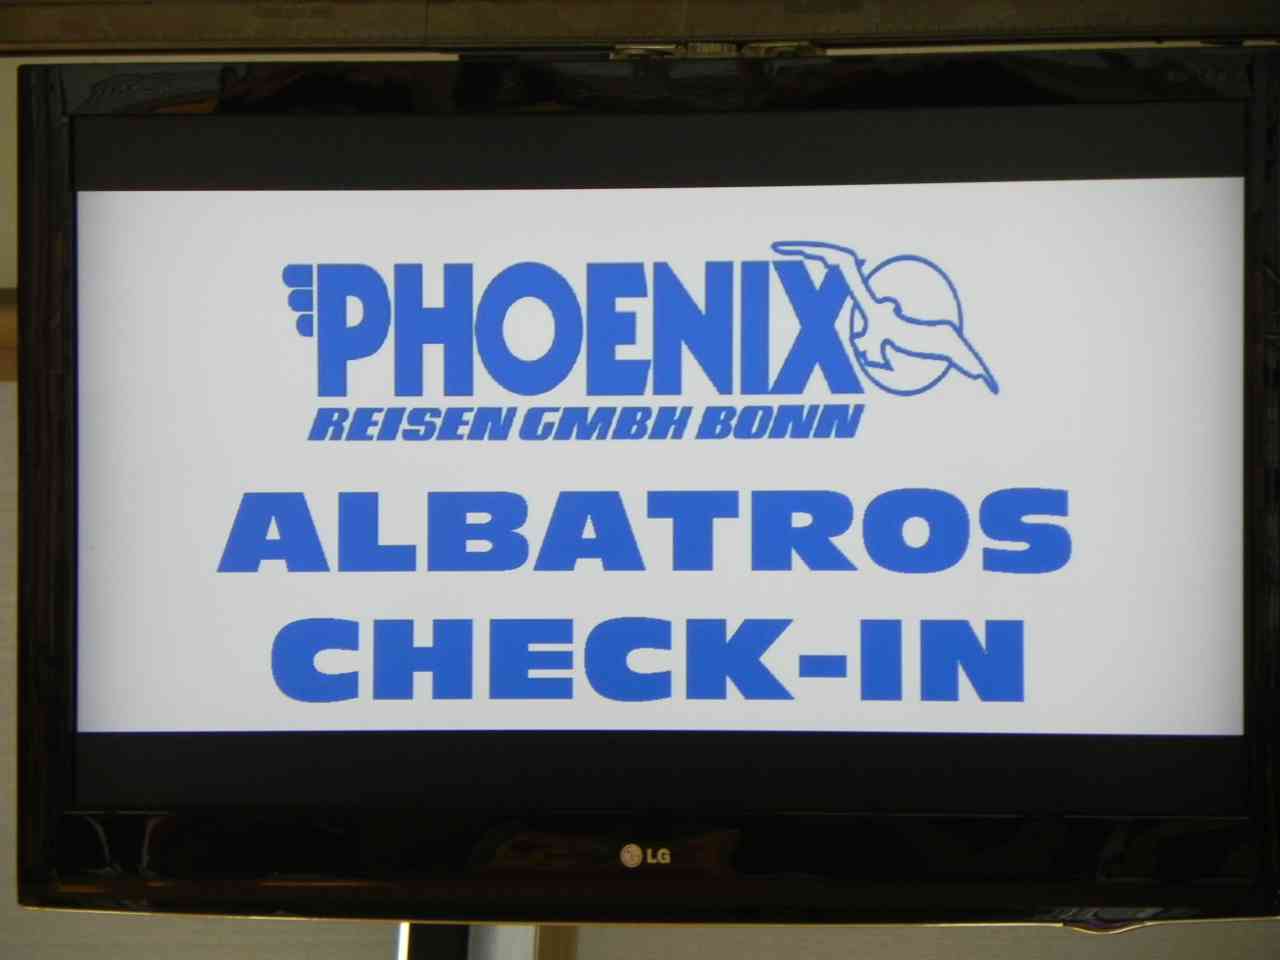 PHOENIX
REISEN GMBH BONN
ALBATROS
CHECK-IN
LG